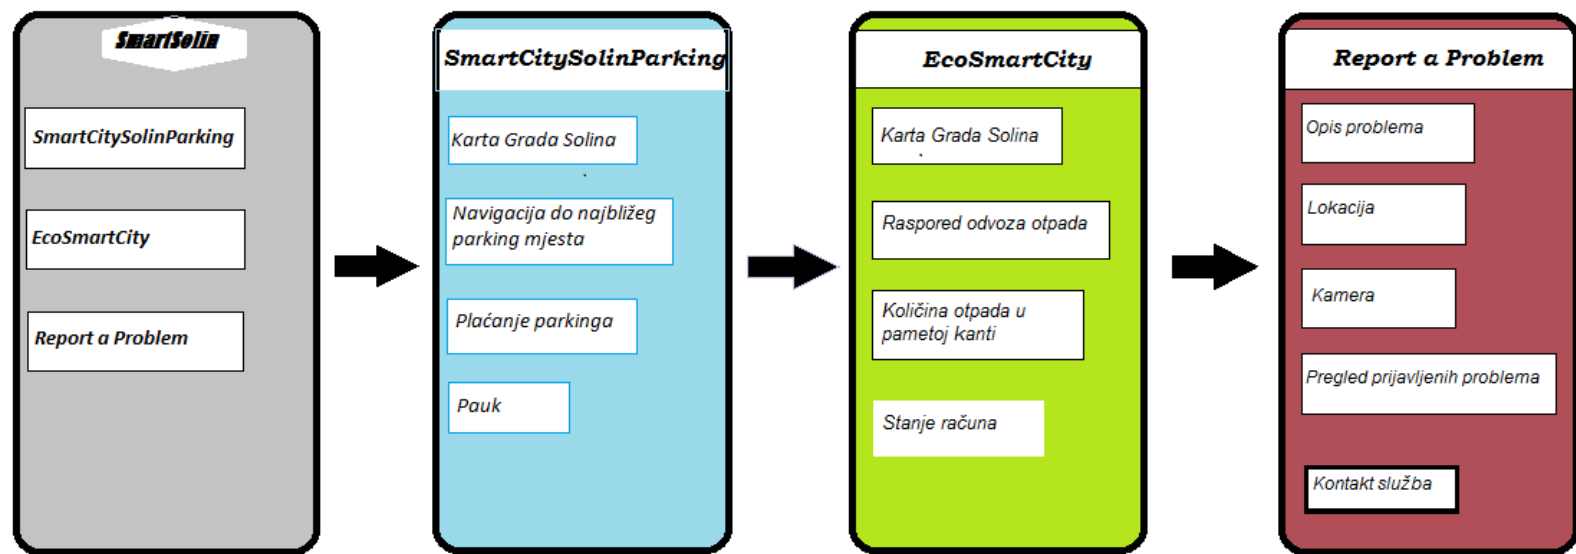 SmartSolin
SmartCitySolinParking
EcoSmartCity
Report a Problem
SmartCitySolinParking
Karta Grada Solina
Navigacija do najbližeg
parking mjesta
Plaćanje parkinga
Pauk
EcoSmartCity
Karta Grada Solina
Raspored odvoza otpada
Količina otpada u
pametoj kanti
Stanje računa
Report a Problem
Opis problema
Lokacija
Kamera
Pregled prijavljenih problema
Kontakt služba